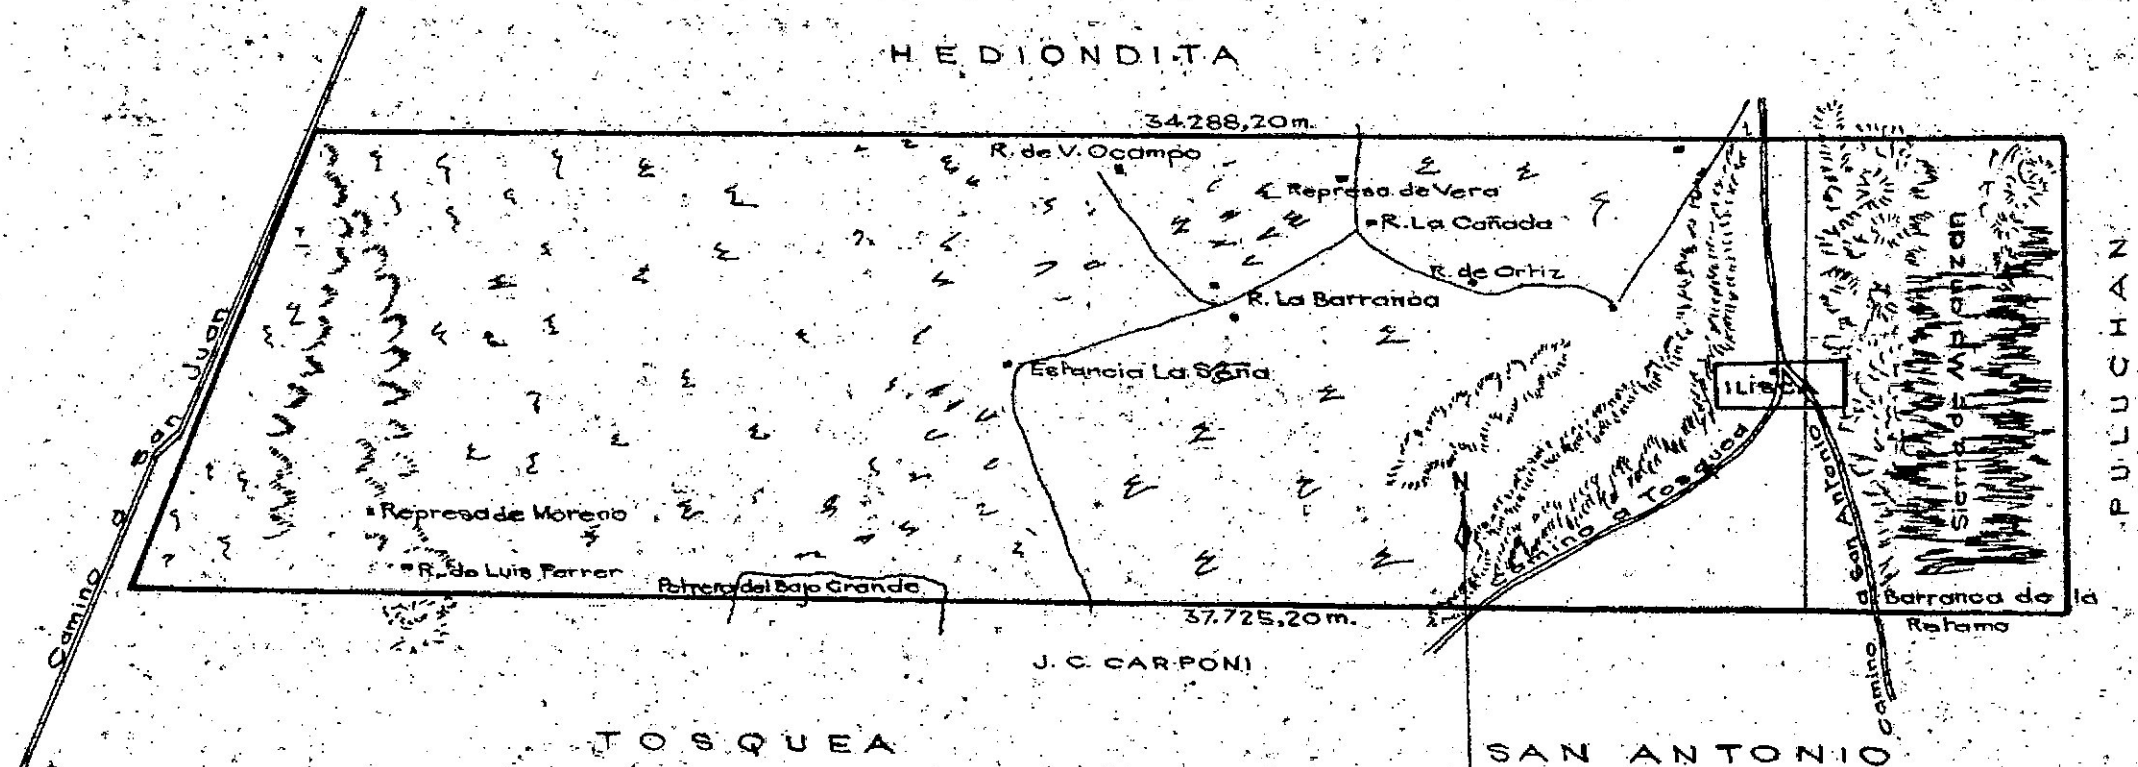 HEDIONDITA
34.288,20m.
R. de V. Ocampo
Represa de Vera
R. La Cañada
R. de Ortiz
R. La Barranca
Estancia La Seña
Represa de Moreno
R. de Luis Ferrer
Potrero del Bajo Grande
37.725,20m.
J. C. CARPONI
TOSQUEA
SAN ANTONIO
Camino a San Juan
Camino a Tosquea
Camino a San Antonio
ILISCA
N
Sierra de Malanzan
PULUCHAN
Barranca de la
Retamo